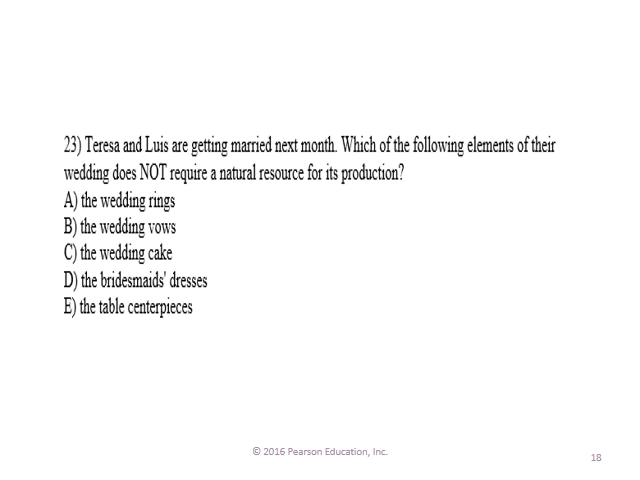 23) Teresa and Luis are getting married next month. Which of the following elements of their
wedding does NOT require a natural resource for its production?
A) the wedding rings
B) the wedding vows
C) the wedding cake
D) the bridesmaids' dresses
E) the table centerpieces
© 2016 Pearson Education, Inc.
18